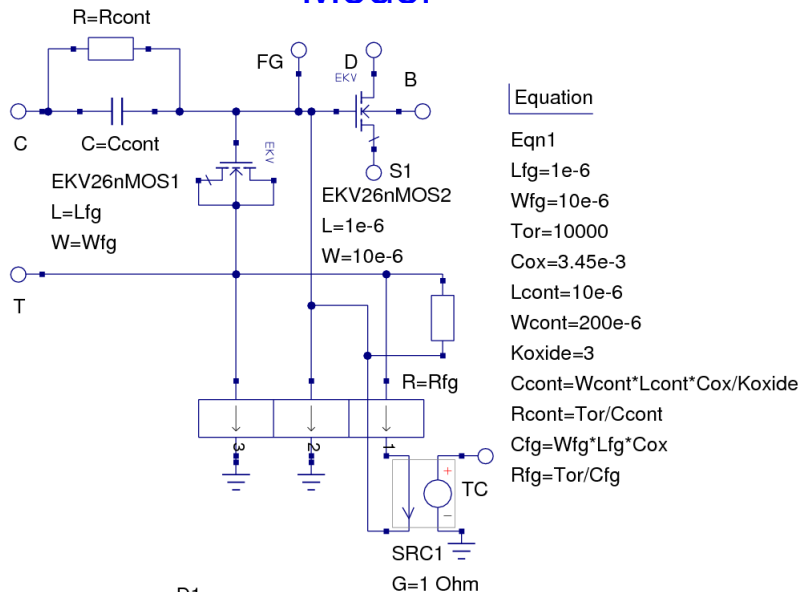 Model
R=Rcont
FG
D
EKV
B
C
C=Ccont
EKV
S1
EKV26nMOS1
L=Lfg
W=Wfg
EKV26nMOS2
L=1e-6
W=10e-6
T
R=Rfg
3
2
1
+
TC
−
SRC1
G=1 Ohm
D1
Equation
Eqn1
Lfg=1e-6
Wfg=10e-6
Tor=10000
Cox=3.45e-3
Lcont=10e-6
Wcont=200e-6
Koxide=3
Ccont=Wcont*Lcont*Cox/Koxide
Rcont=Tor/Ccont
Cfg=Wfg*Lfg*Cox
Rfg=Tor/Cfg